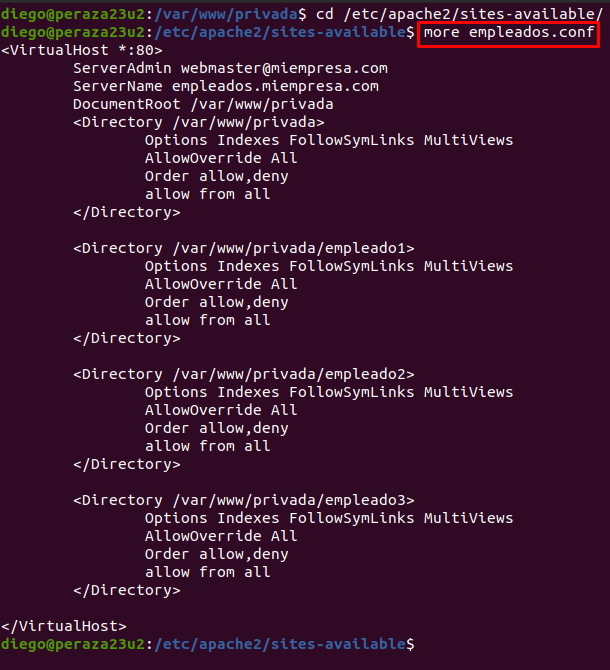 diego@peraza23u2:/var/www/privada$ cd /etc/apache2/sites-available/
diego@peraza23u2:/etc/apache2/sites-available$ more empleados.conf
<VirtualHost *:80>
        ServerAdmin webmaster@miempresa.com
        ServerName empleados.miempresa.com
        DocumentRoot /var/www/privada
        <Directory /var/www/privada>
                Options Indexes FollowSymLinks MultiViews
                AllowOverride All
                Order allow,deny
                allow from all
        </Directory>

        <Directory /var/www/privada/empleado1>
                Options Indexes FollowSymLinks MultiViews
                AllowOverride All
                Order allow,deny
                allow from all
        </Directory>

        <Directory /var/www/privada/empleado2>
                Options Indexes FollowSymLinks MultiViews
                AllowOverride All
                Order allow,deny
                allow from all
        </Directory>

        <Directory /var/www/privada/empleado3>
                Options Indexes FollowSymLinks MultiViews
                AllowOverride All
                Order allow,deny
                allow from all
        </Directory>

</VirtualHost>
diego@peraza23u2:/etc/apache2/sites-available$